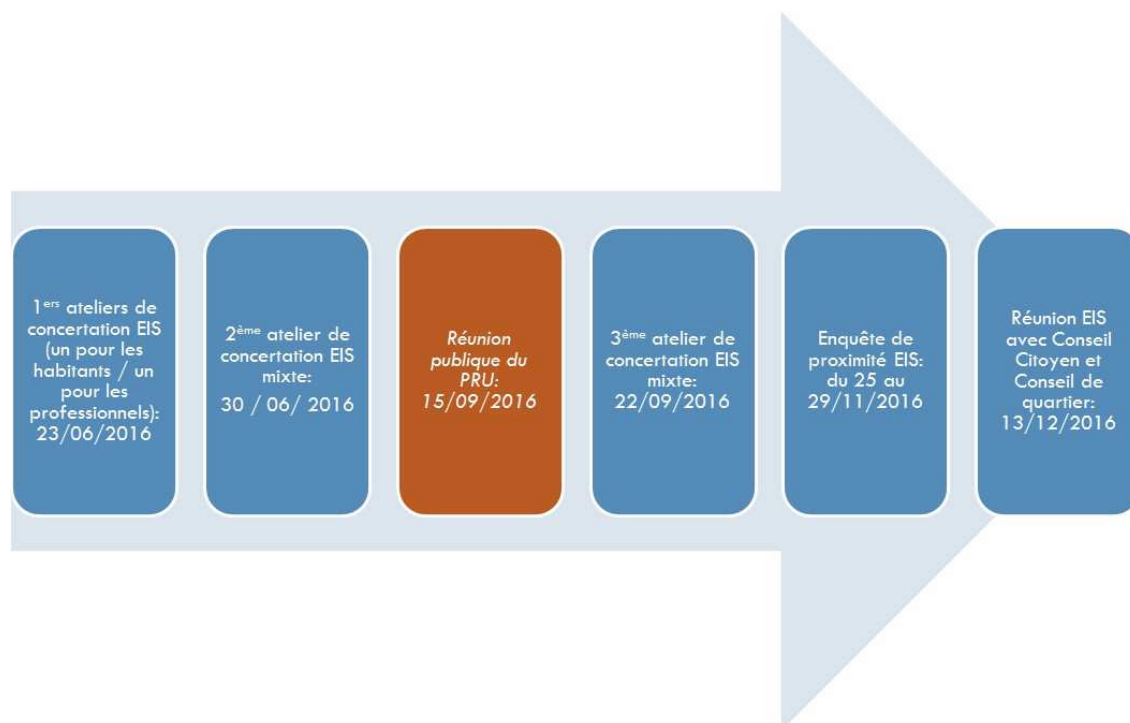 1ers ateliers de
concertation EIS
(un pour les
habitants / un
pour les
professionnels):
23/06/2016
2ème atelier de
concertation EIS
mixte:
30 / 06/ 2016
Réunion
publique du
PRU:
15/09/2016
3ème atelier de
concertation EIS
mixte:
22/09/2016
Enquête de
proximité EIS:
du 25 au
29/11/2016
Réunion EIS
avec Conseil
Citoyen et
Conseil de
quartier:
13/12/2016